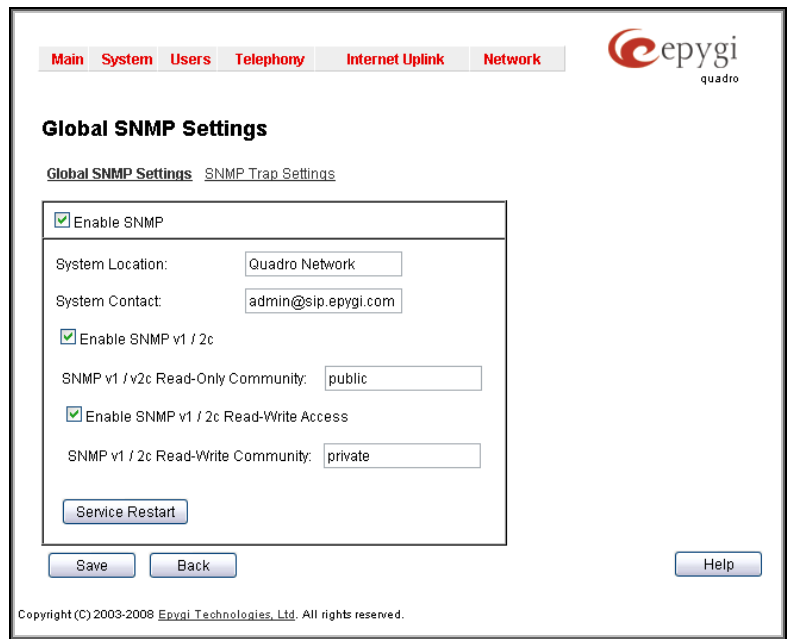 Main System Users Telephony Internet Uplink Network
epygi
quadro
Global SNMP Settings
Global SNMP Settings SNMP Trap Settings
Enable SNMP
System Location: Quadro Network
System Contact: admin@sip.epygi.com
Enable SNMP v1 / 2c
SNMP v1 / v2c Read-Only Community: public
Enable SNMP v1 / 2c Read-Write Access
SNMP v1 / 2c Read-Write Community: private
Service Restart
Save Back Help
Copyright (C) 2003-2008 Epygi Technologies, Ltd. All rights reserved.